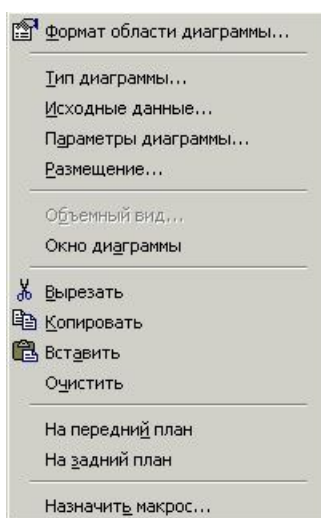 Формат области диаграммы...
Тип диаграммы...
Исходные данные...
Параметры диаграммы...
Размещение...
Объемный вид...
Окно диаграммы
Вырезать
Копировать
Вставить
Очистить
На передний план
На задний план
Назначить макрос...